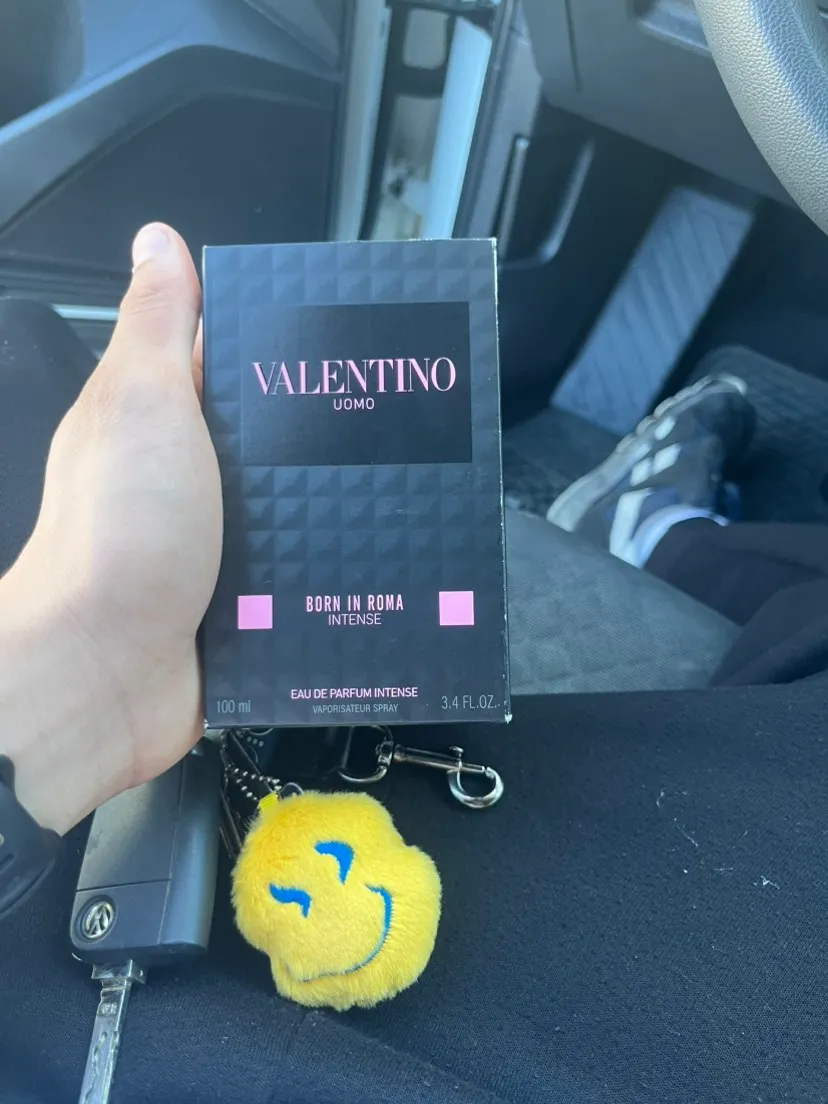 VALENTINO
UOMO
BORN IN ROMA
INTENSE
EAU DE PARFUM INTENSE
100 ml VAPORISATEUR SPRAY 3.4 FL.OZ.